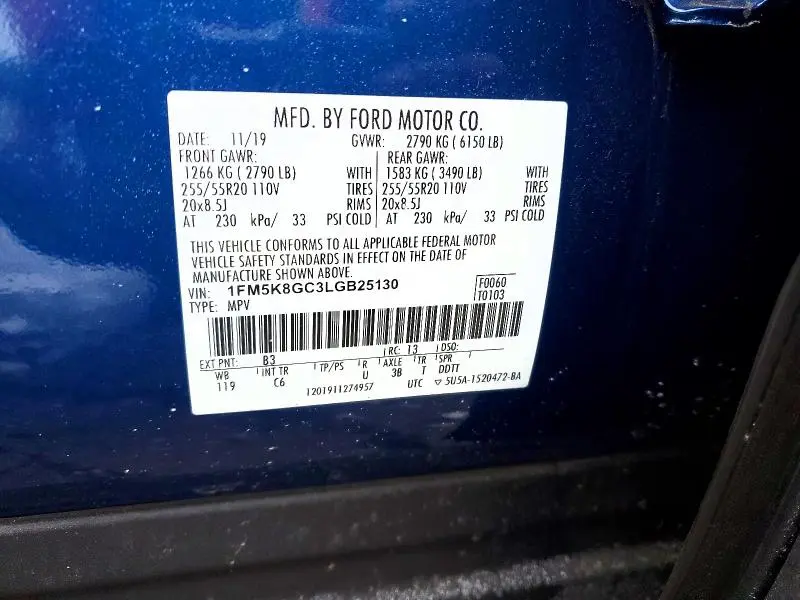 MFD. BY FORD MOTOR CO.
DATE: 11/19 GVWR: 2790 KG ( 6150 LB)
FRONT GAWR: REAR GAWR:
1266 KG ( 2790 LB) WITH 1583 KG ( 3490 LB) WITH
255/55R20 110V TIRES 255/55R20 110V TIRES
20x8.5J RIMS 20x8.5J RIMS
AT 230 kPa/ 33 PSI COLD AT 230 kPa/ 33 PSI COLD
THIS VEHICLE CONFORMS TO ALL APPLICABLE FEDERAL MOTOR
VEHICLE SAFETY STANDARDS IN EFFECT ON THE DATE OF
MANUFACTURE SHOWN ABOVE.
VIN: 1FM5K8GC3LGB25130 F0060
TYPE: MPV T0103
EXT PNT: B3 RC: 13 DSO:
WB INT TR TP/PS R AXLE TR SPR
119 C6 U 3B T DDTT
1201911274957 UTC ▽ 5U5A-1520472-BA